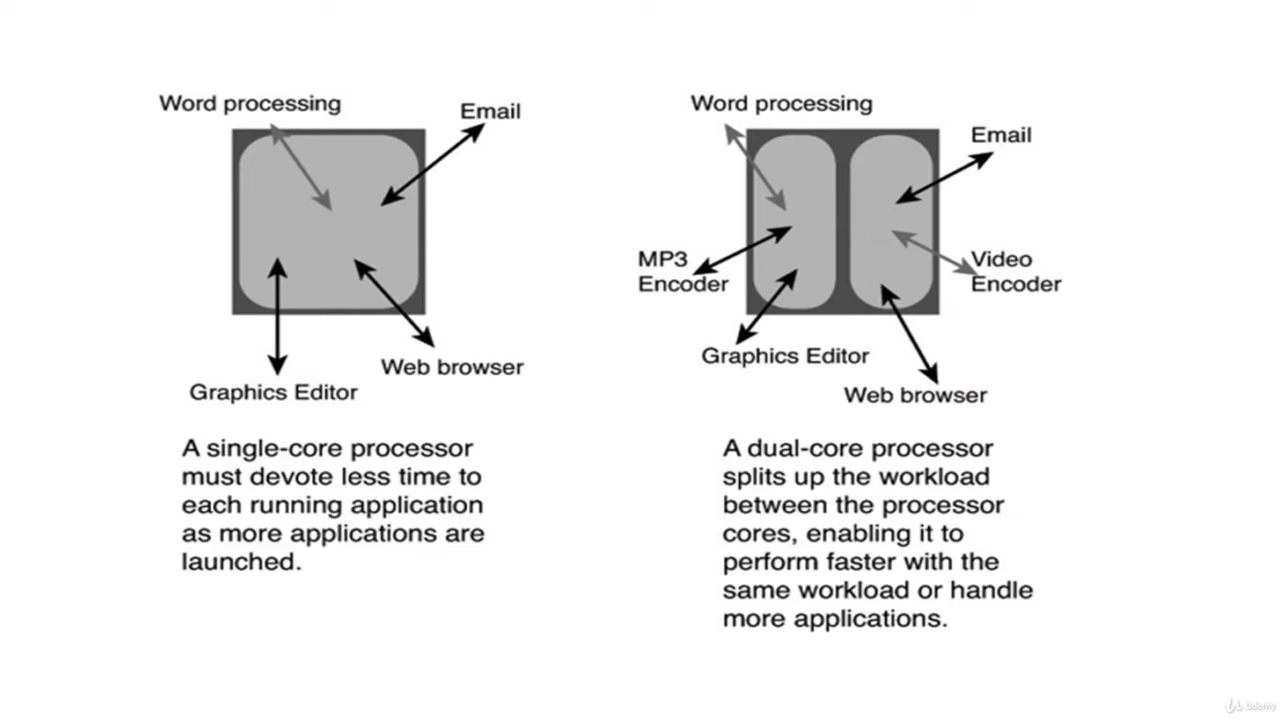 Word processing
Email
Graphics Editor
Web browser
A single-core processor
must devote less time to
each running application
as more applications are
launched.
Word processing
Email
MP3
Encoder
Video
Encoder
Graphics Editor
Web browser
A dual-core processor
splits up the workload
between the processor
cores, enabling it to
perform faster with the
same workload or handle
more applications.
Udemy